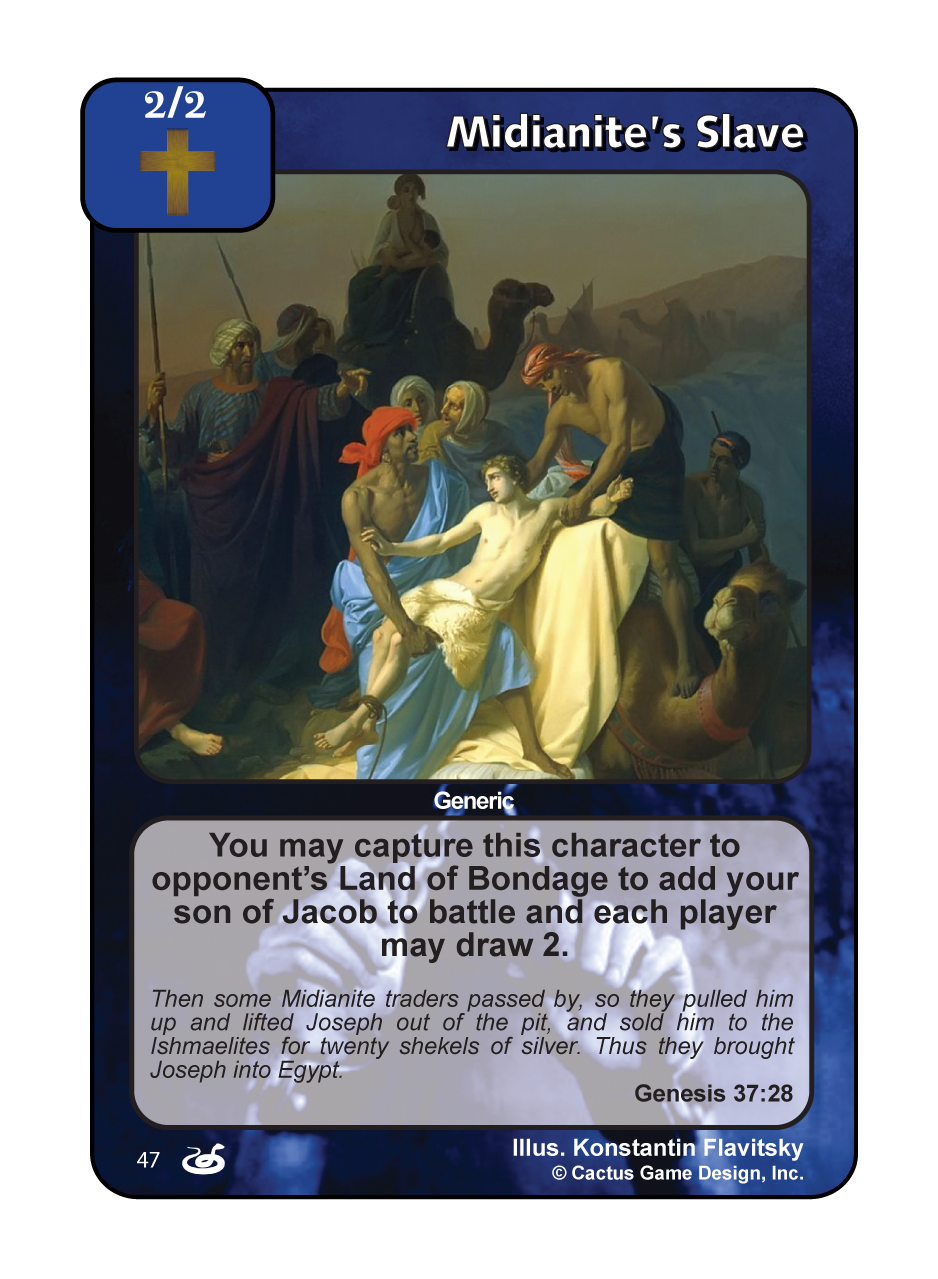 2/2
Midianite's Slave
Generic
You may capture this character to
opponent's Land of Bondage to add your
son of Jacob to battle and each player
may draw 2.
Then some Midianite traders passed by, so they pulled him
up and lifted Joseph out of the pit, and sold him to the
Ishmaelites for twenty shekels of silver. Thus they brought
Joseph into Egypt.
Genesis 37:28
47
Illus. Konstantin Flavitsky
© Cactus Game Design, Inc.